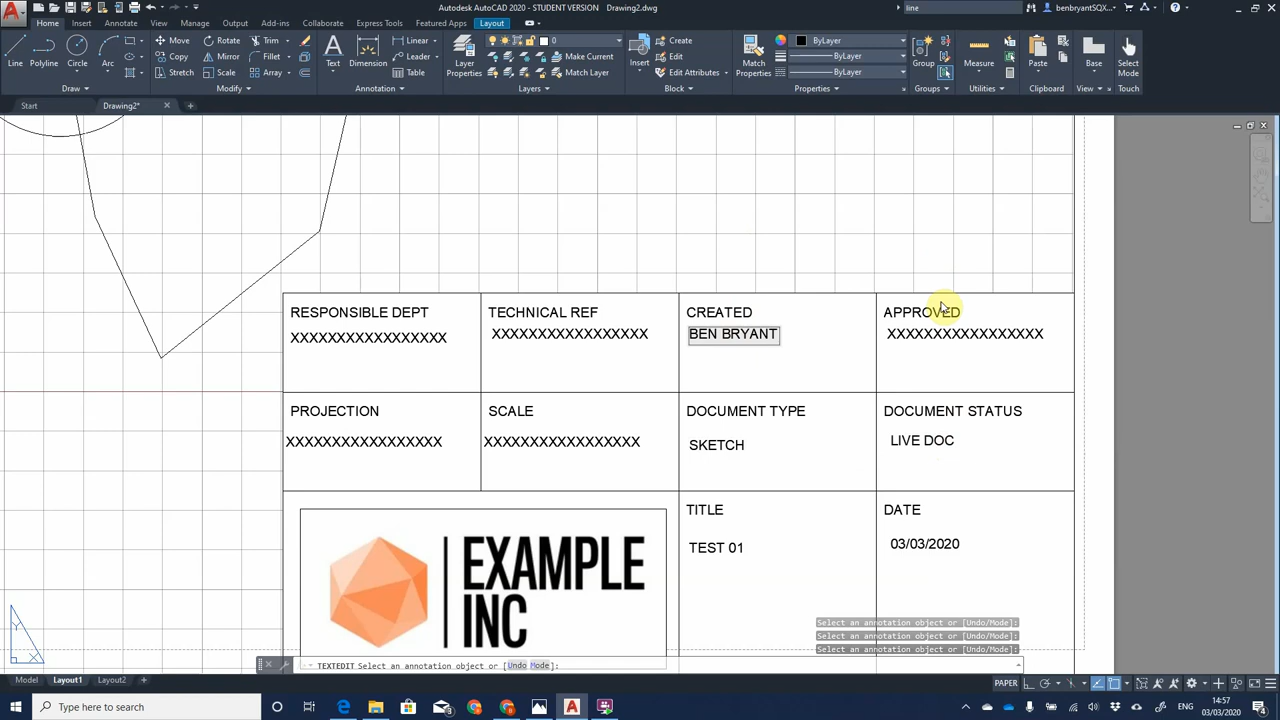 Autodesk AutoCAD 2020 - STUDENT VERSION Drawing2.dwg
line
benbryantSQX...
Home Insert Annotate View Manage Output Add-ins Collaborate Express Tools Featured Apps Layout
Line Polyline Circle Arc
Move Rotate Trim
Copy Mirror Fillet
Stretch Scale Array
Text Dimension
Linear
Leader
Table
Layer Properties
0
Make Current
Match Layer
Insert
Create
Edit
Edit Attributes
Match Properties
ByLayer
ByLayer
ByLayer
Group
Measure
Paste
Base
Select Mode
Draw Modify Annotation Layers Block Properties Groups Utilities Clipboard View Touch
Start Drawing2*
RESPONSIBLE DEPT TECHNICAL REF CREATED APPROVED
XXXXXXXXXXXXXXXXX XXXXXXXXXXXXXXXXX BEN BRYANT XXXXXXXXXXXXXXXXX
PROJECTION SCALE DOCUMENT TYPE DOCUMENT STATUS
XXXXXXXXXXXXXXXXX XXXXXXXXXXXXXXXXX SKETCH LIVE DOC
TITLE DATE
TEST 01 03/03/2020
EXAMPLE
INC
Y
X
Select an annotation object or [Undo/Mode]:
Select an annotation object or [Undo/Mode]:
Select an annotation object or [Undo/Mode]:
TEXTEDIT Select an annotation object or [Undo Mode]:
Model Layout1 Layout2
PAPER
Type here to search
ENG
14:57
03/03/2020